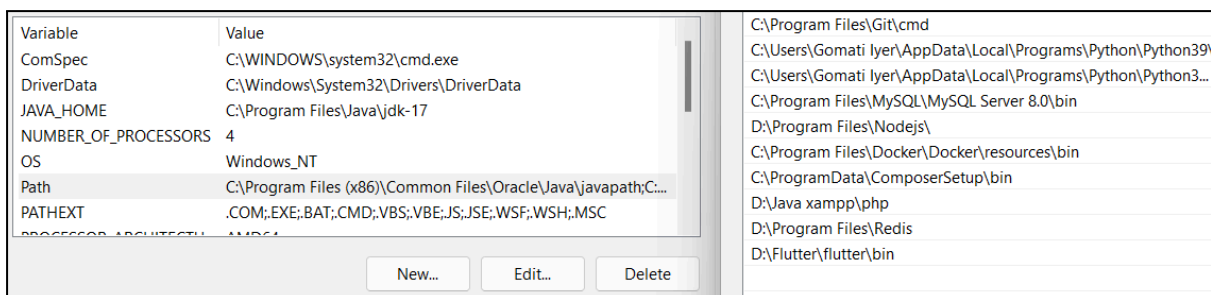 Variable Value
ComSpec C:\WINDOWS\system32\cmd.exe
DriverData C:\Windows\System32\Drivers\DriverData
JAVA_HOME C:\Program Files\Java\jdk-17
NUMBER_OF_PROCESSORS 4
OS Windows_NT
Path C:\Program Files (x86)\Common Files\Oracle\Java\javapath;C:...
PATHEXT .COM;.EXE;.BAT;.CMD;.VBS;.VBE;.JS;.JSE;.WSF;.WSH;.MSC
PROCESSOR_ARCHITECTU AMD64
New... Edit... Delete
C:\Program Files\Git\cmd
C:\Users\Gomati Iyer\AppData\Local\Programs\Python\Python39\
C:\Users\Gomati Iyer\AppData\Local\Programs\Python\Python3...
C:\Program Files\MySQL\MySQL Server 8.0\bin
D:\Program Files\Nodejs\
C:\Program Files\Docker\Docker\resources\bin
C:\ProgramData\ComposerSetup\bin
D:\Java xampp\php
D:\Program Files\Redis
D:\Flutter\flutter\bin